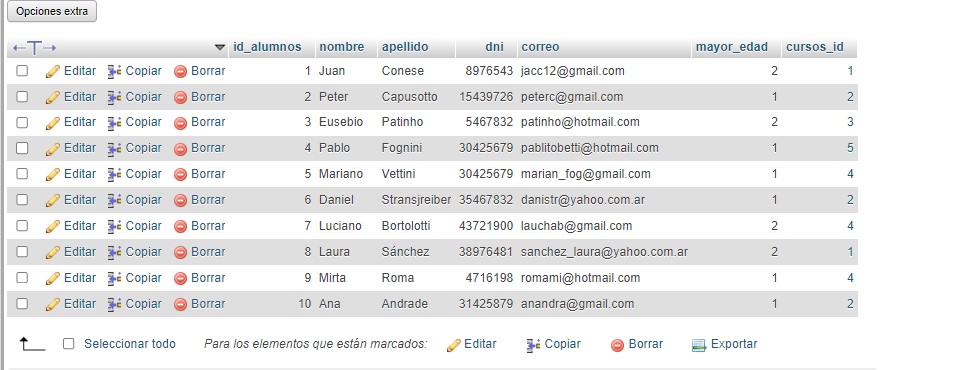 Opciones extra
id_alumnos nombre apellido dni correo mayor_edad cursos_id
Editar Copiar Borrar 1 Juan Conese 8976543 jacc12@gmail.com 2 1
Editar Copiar Borrar 2 Peter Capusotto 15439726 peterc@gmail.com 1 2
Editar Copiar Borrar 3 Eusebio Patinho 5467832 patinho@hotmail.com 2 3
Editar Copiar Borrar 4 Pablo Fognini 30425679 pablitobetti@hotmail.com 1 5
Editar Copiar Borrar 5 Mariano Vettini 30425679 marian_fog@gmail.com 1 4
Editar Copiar Borrar 6 Daniel Stransjreiber 35467832 danistr@yahoo.com.ar 1 2
Editar Copiar Borrar 7 Luciano Bortolotti 43721900 lauchab@gmail.com 2 4
Editar Copiar Borrar 8 Laura Sánchez 38976481 sanchez_laura@yahoo.com.ar 2 1
Editar Copiar Borrar 9 Mirta Roma 4716198 romami@hotmail.com 1 4
Editar Copiar Borrar 10 Ana Andrade 31425879 anandra@gmail.com 1 2
Seleccionar todo Para los elementos que están marcados: Editar Copiar Borrar Exportar